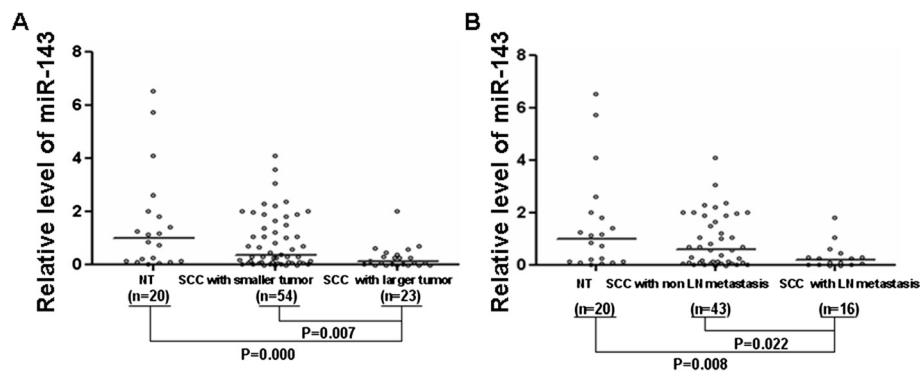 A
Relative level of miR-143
8
6
4
2
0
NT SCC with smaller tumor SCC with larger tumor
(n=20) (n=54) (n=23)
P=0.007
P=0.000
B
Relative level of miR-143
8
6
4
2
0
NT SCC with non LN metastasis SCC with LN metastasis
(n=20) (n=43) (n=16)
P=0.022
P=0.008